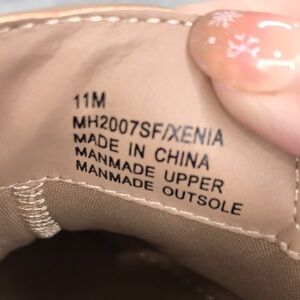 11M
MH2007SF/XENIA
MADE IN CHINA
MANMADE UPPER
MANMADE OUTSOLE